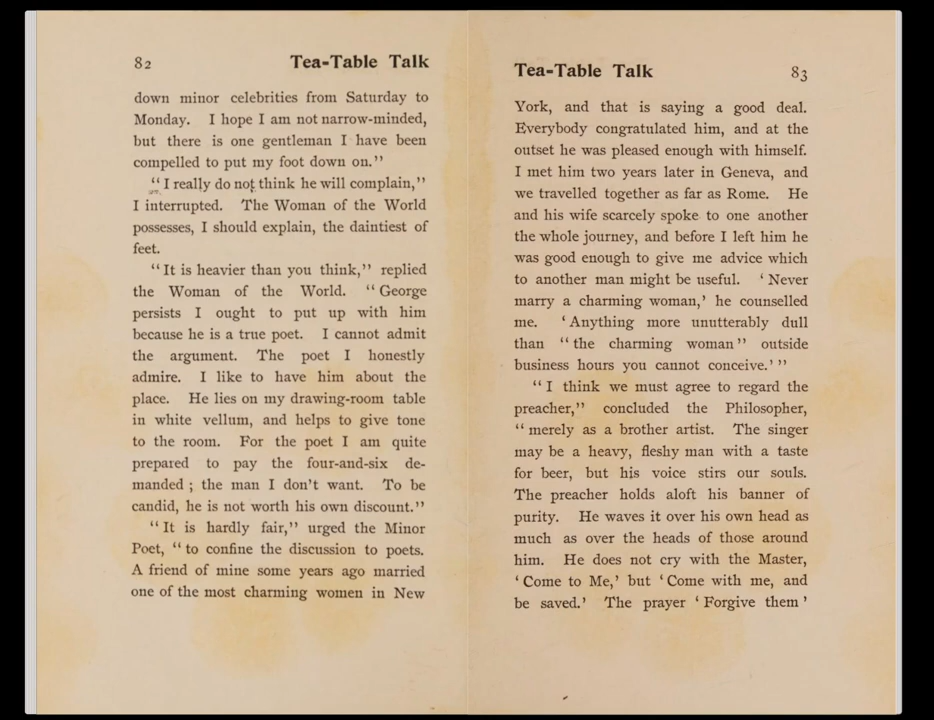 82 Tea-Table Talk
down minor celebrities from Saturday to
Monday. I hope I am not narrow-minded,
but there is one gentleman I have been
compelled to put my foot down on."
"I really do not think he will complain,"
I interrupted. The Woman of the World
possesses, I should explain, the daintiest of
feet.
"It is heavier than you think," replied
the Woman of the World. "George
persists I ought to put up with him
because he is a true poet. I cannot admit
the argument. The poet I honestly
admire. I like to have him about the
place. He lies on my drawing-room table
in white vellum, and helps to give tone
to the room. For the poet I am quite
prepared to pay the four-and-six de-
manded; the man I don't want. To be
candid, he is not worth his own discount."
"It is hardly fair," urged the Minor
Poet, "to confine the discussion to poets.
A friend of mine some years ago married
one of the most charming women in New
Tea-Table Talk 83
York, and that is saying a good deal.
Everybody congratulated him, and at the
outset he was pleased enough with himself.
I met him two years later in Geneva, and
we travelled together as far as Rome. He
and his wife scarcely spoke to one another
the whole journey, and before I left him he
was good enough to give me advice which
to another man might be useful. 'Never
marry a charming woman,' he counselled
me. 'Anything more unutterably dull
than "the charming woman" outside
business hours you cannot conceive.'"
"I think we must agree to regard the
preacher," concluded the Philosopher,
"merely as a brother artist. The singer
may be a heavy, fleshy man with a taste
for beer, but his voice stirs our souls.
The preacher holds aloft his banner of
purity. He waves it over his own head as
much as over the heads of those around
him. He does not cry with the Master,
'Come to Me,' but 'Come with me, and
be saved.' The prayer 'Forgive them'